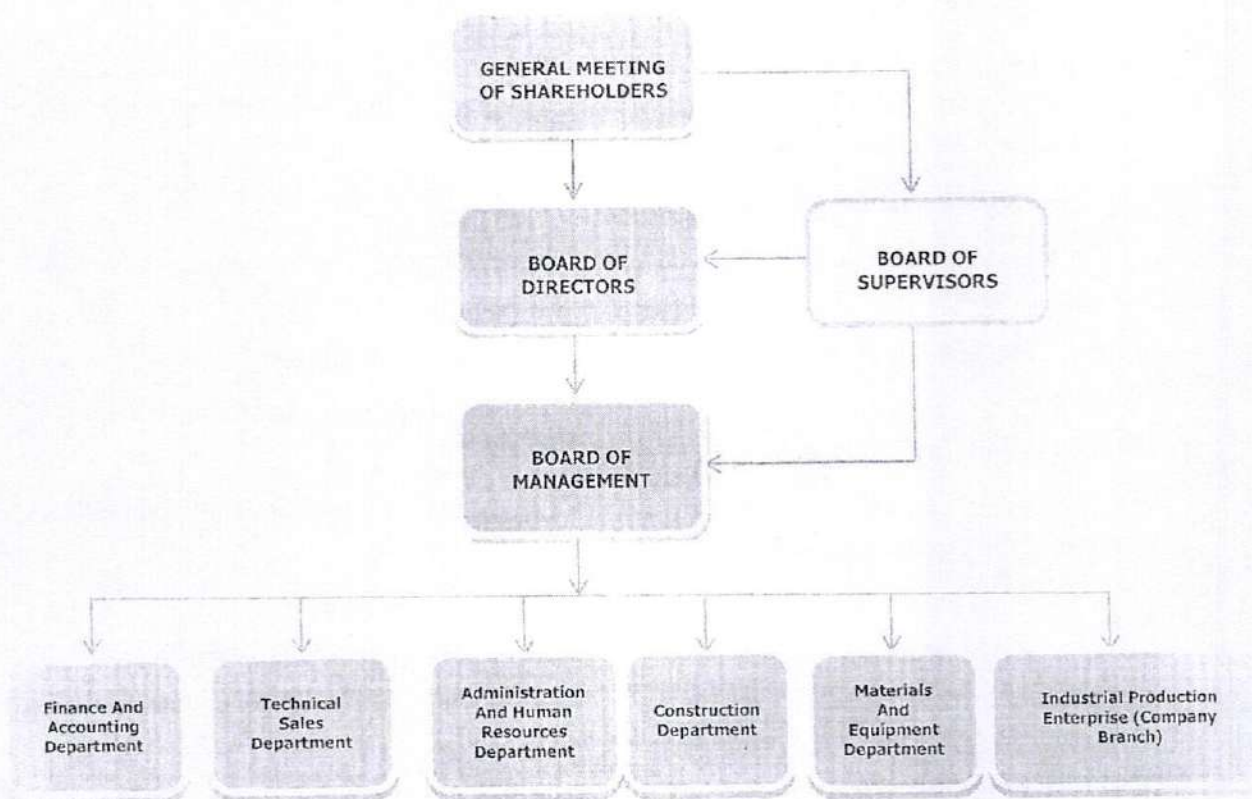 GENERAL MEETING
OF SHAREHOLDERS
BOARD OF
DIRECTORS
BOARD OF
SUPERVISORS
BOARD OF
MANAGEMENT
Finance And
Accounting
Department
Technical
Sales
Department
Administration
And Human
Resources
Department
Construction
Department
Materials
And
Equipment
Department
Industrial Production
Enterprise (Company
Branch)